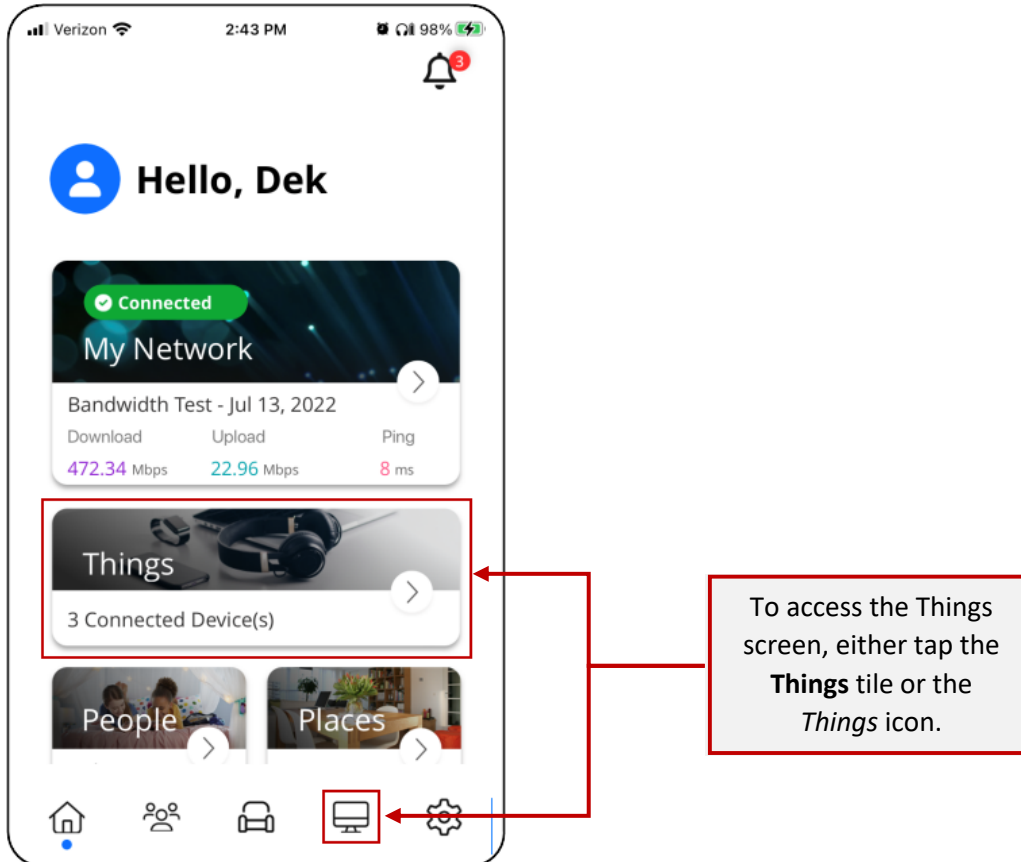 Verizon 2:43 PM 98%
3
Hello, Dek
Connected
My Network
Bandwidth Test - Jul 13, 2022
Download Upload Ping
472.34 Mbps 22.96 Mbps 8 ms
Things
3 Connected Device(s)
To access the Things
screen, either tap the
Things tile or the
Things icon.
People Places